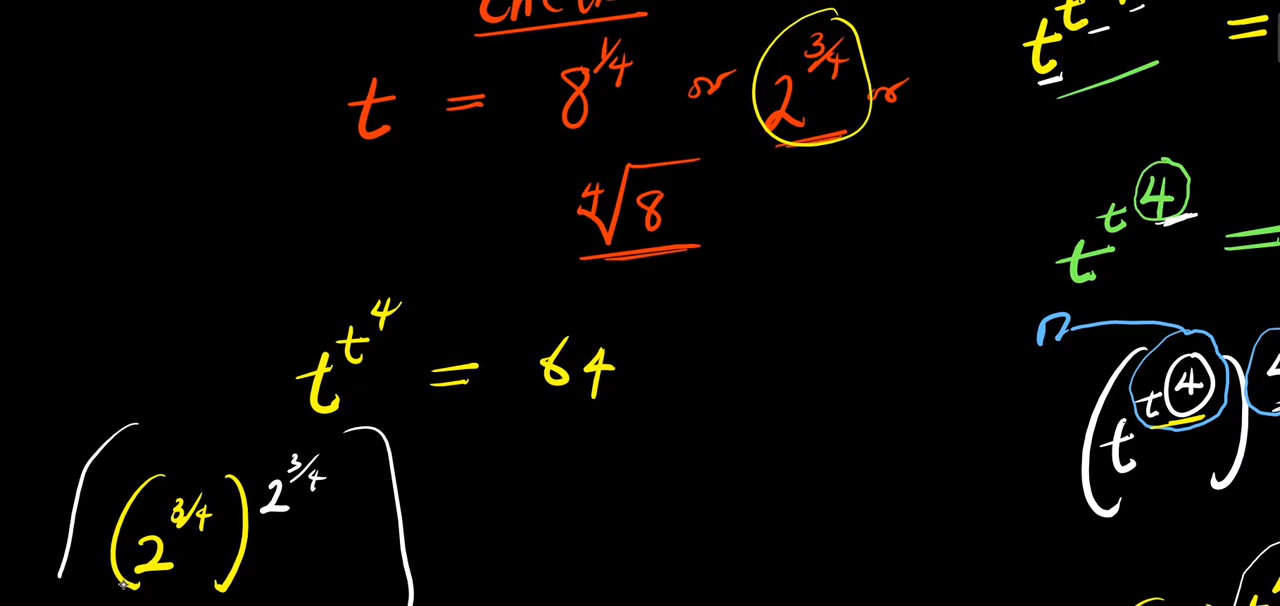 t = 8^{1/4} or 2^{3/4} or
\sqrt[4]{8}
t^{t^4} = 64
(2^{3/4})^{2^{3/4}}
t^{t
=
t^{t^4} =
(t^{t^4})